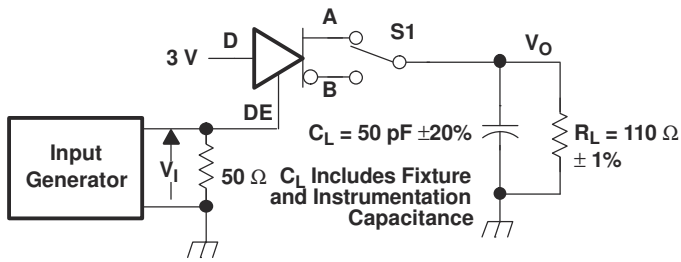 A
S1
D
3 V
V_O
B
DE
C_L = 50 pF ±20%
R_L = 110 Ω
± 1%
Input
Generator
V_I
50 Ω
C_L Includes Fixture
and Instrumentation
Capacitance